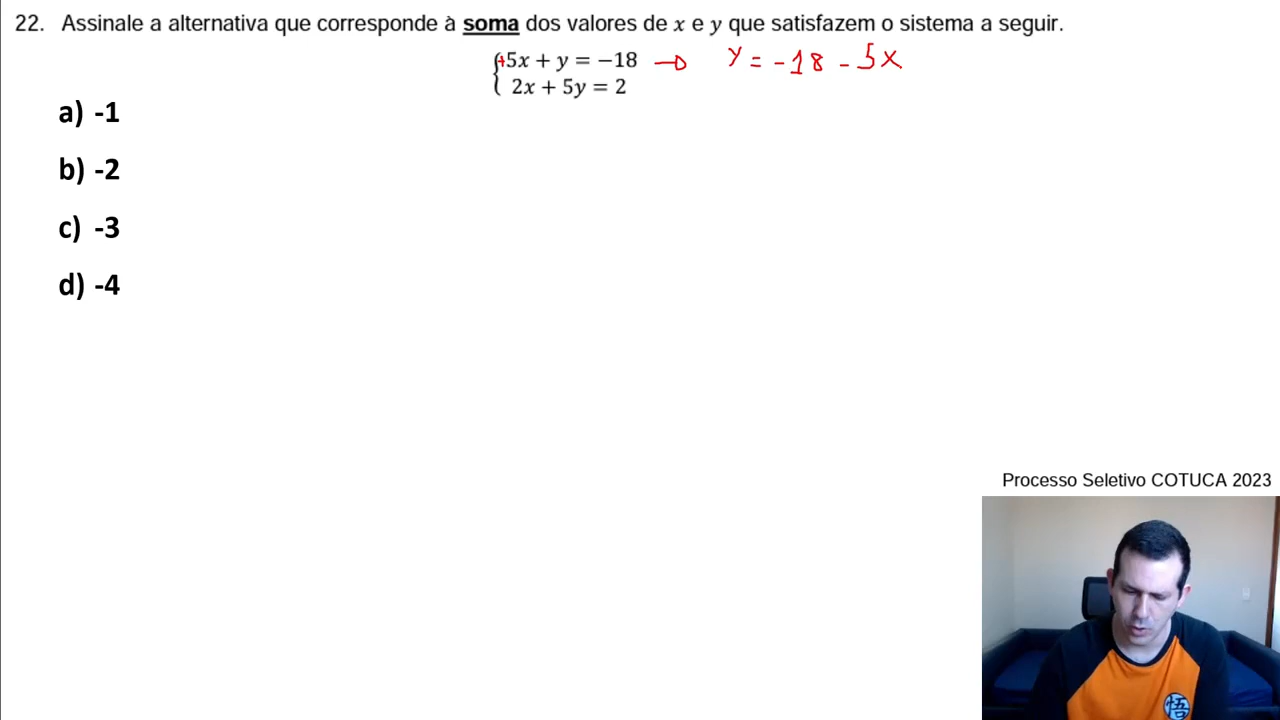 22. Assinale a alternativa que corresponde à soma dos valores de x e y que satisfazem o sistema a seguir.
+5x + y = −18 → y = -18 - 5x
2x + 5y = 2
a) -1
b) -2
c) -3
d) -4
Processo Seletivo COTUCA 2023
悟